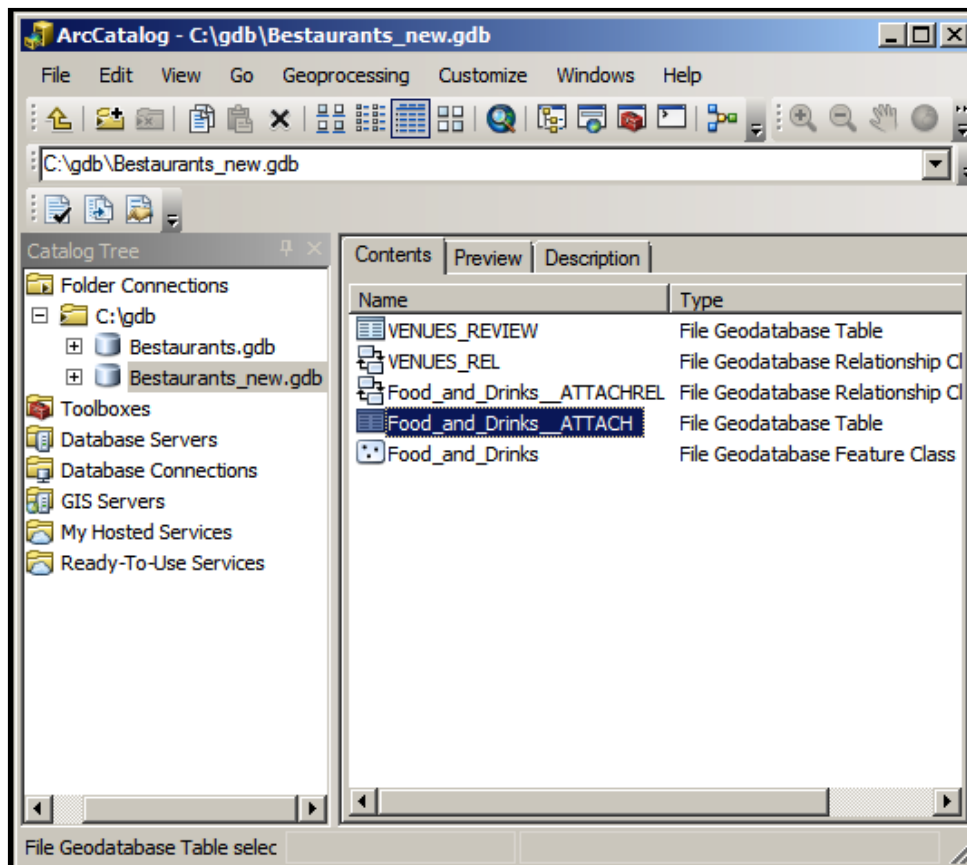 ArcCatalog - C:\gdb\Bestaurants_new.gdb
File Edit View Go Geoprocessing Customize Windows Help
C:\gdb\Bestaurants_new.gdb
Catalog Tree
Folder Connections
C:\gdb
Bestaurants.gdb
Bestaurants_new.gdb
Toolboxes
Database Servers
Database Connections
GIS Servers
My Hosted Services
Ready-To-Use Services
Contents Preview Description
Name Type
VENUES_REVIEW File Geodatabase Table
VENUES_REL File Geodatabase Relationship Cl
Food_and_Drinks__ATTACHREL File Geodatabase Relationship Cl
Food_and_Drinks__ATTACH File Geodatabase Table
Food_and_Drinks File Geodatabase Feature Class
File Geodatabase Table selec